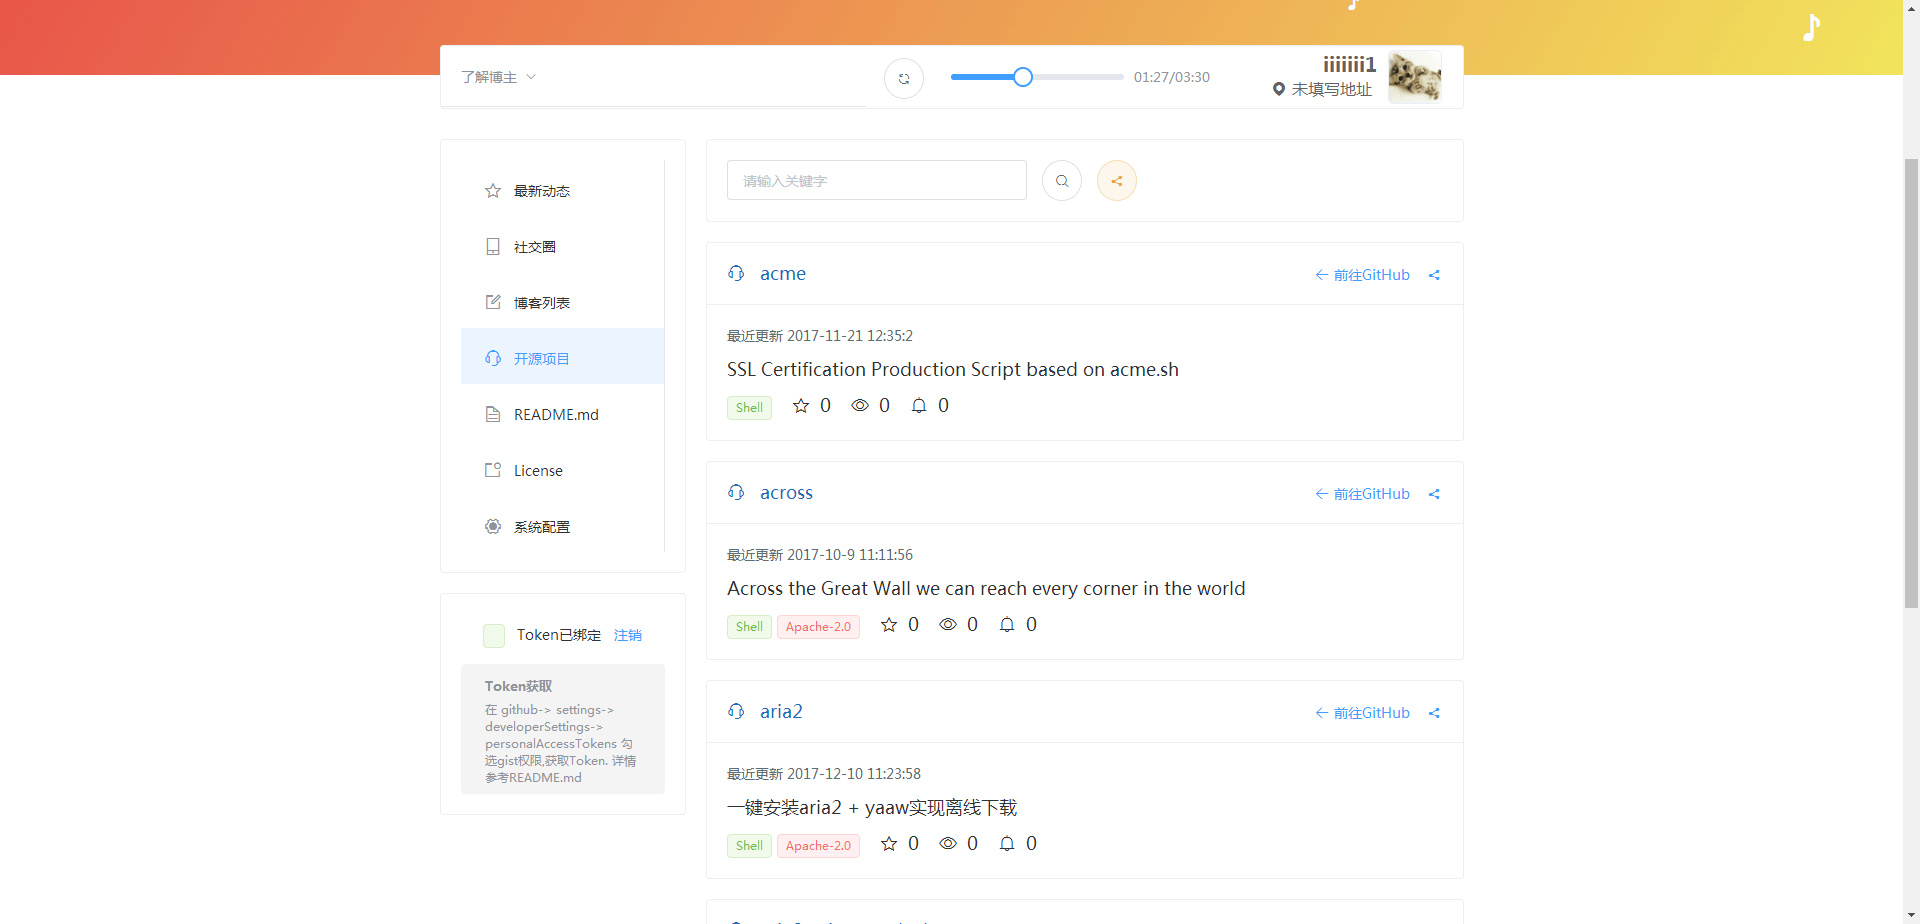 了解博主
01:27/03:30
iiiiiii1
未填写地址
最新动态
社交圈
博客列表
开源项目
README.md
License
系统配置
Token已绑定 注销
Token获取
在 github-> settings->
developerSettings->
personalAccessTokens 勾
选gist权限,获取Token. 详情
参考README.md
请输入关键字
acme
前往GitHub
最近更新 2017-11-21 12:35:2
SSL Certification Production Script based on acme.sh
Shell 0 0 0
across
前往GitHub
最近更新 2017-10-9 11:11:56
Across the Great Wall we can reach every corner in the world
Shell Apache-2.0 0 0 0
aria2
前往GitHub
最近更新 2017-12-10 11:23:58
一键安装aria2 + yaaw实现离线下载
Shell Apache-2.0 0 0 0